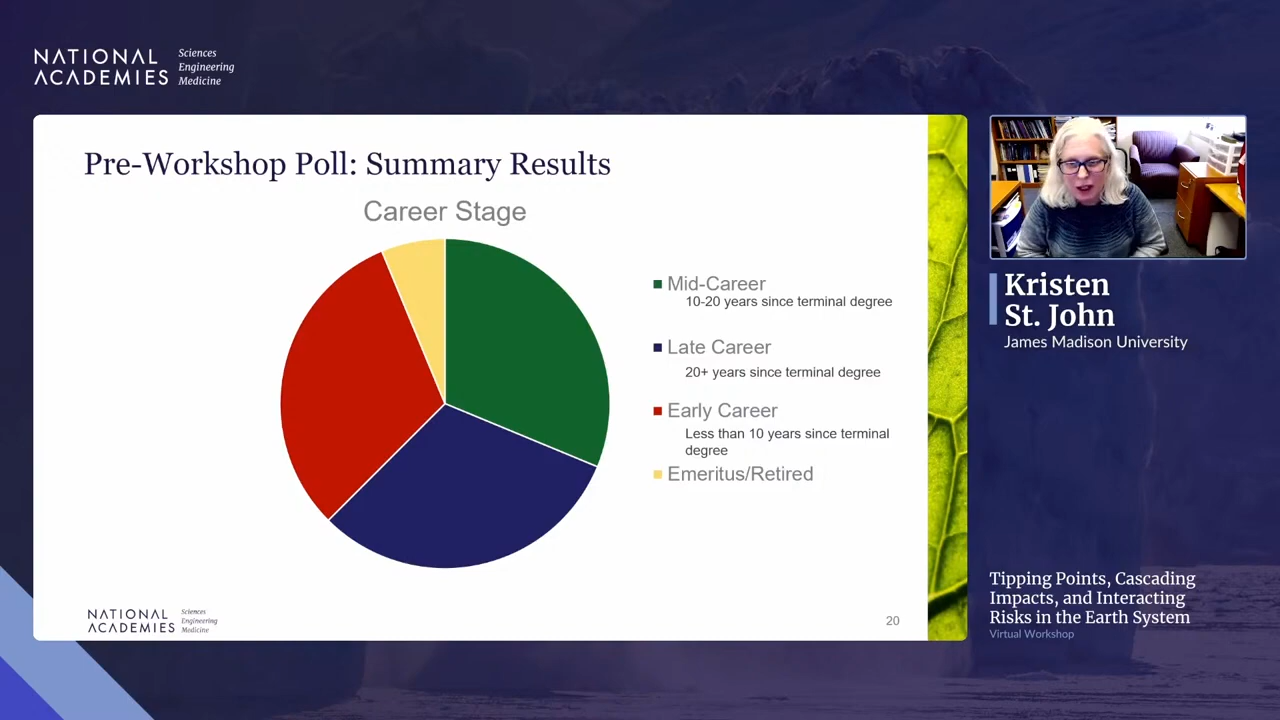 NATIONAL
ACADEMIES
Sciences
Engineering
Medicine
Pre-Workshop Poll: Summary Results
Career Stage
Mid-Career
10-20 years since terminal degree
Late Career
20+ years since terminal degree
Early Career
Less than 10 years since terminal
degree
Emeritus/Retired
NATIONAL
ACADEMIES
Sciences
Engineering
Medicine
20
Kristen
St. John
James Madison University
Tipping Points, Cascading
Impacts, and Interacting
Risks in the Earth System
Virtual Workshop